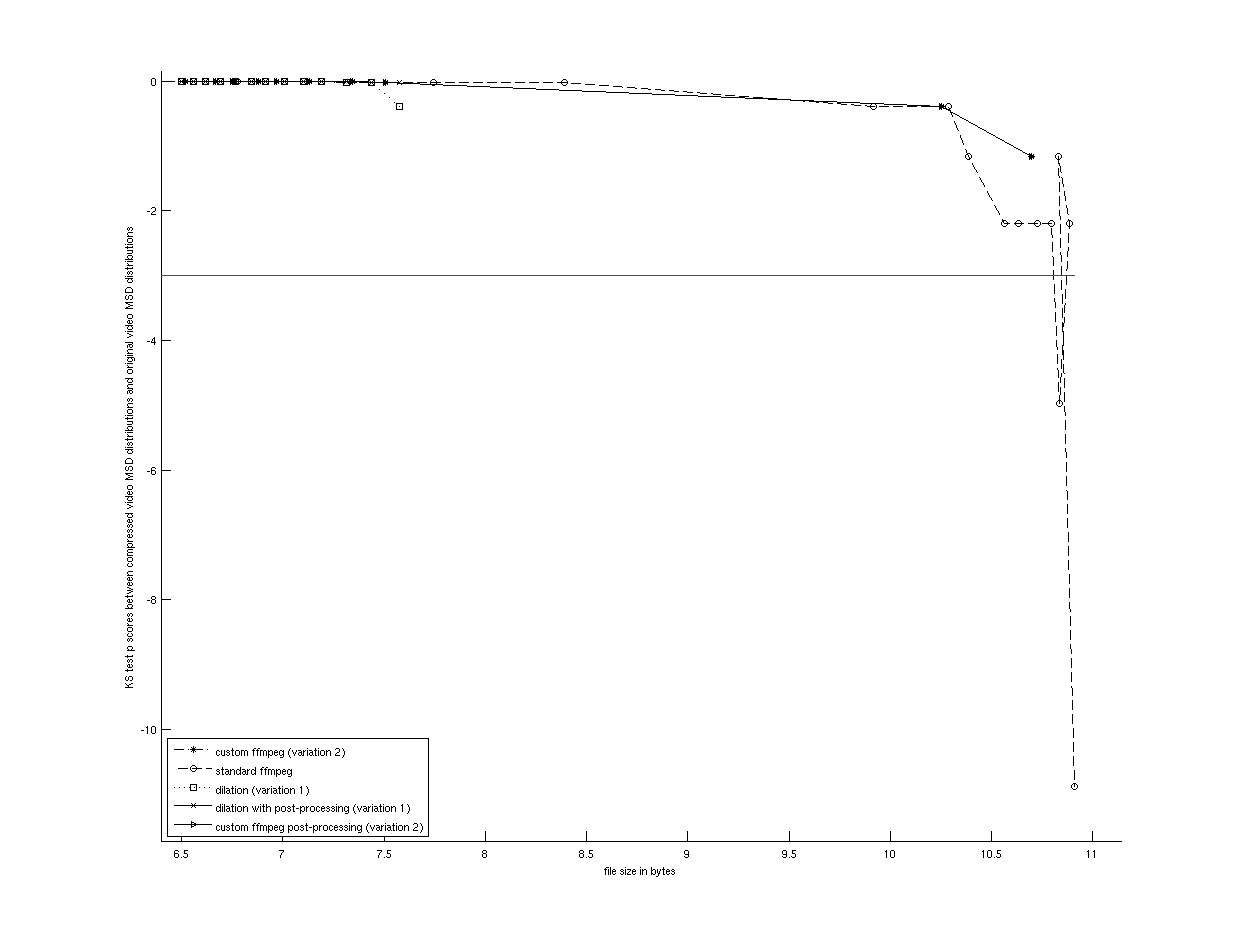 0
-2
-4
-6
-8
-10
KS test p scores between compressed video MSD distributions and original video MSD distributions
custom ffmpeg (variation 2)
standard ffmpeg
dilation (variation 1)
dilation with post-processing (variation 1)
custom ffmpeg post-processing (variation 2)
6.5 7 7.5 8 8.5 9 9.5 10 10.5 11
file size in bytes